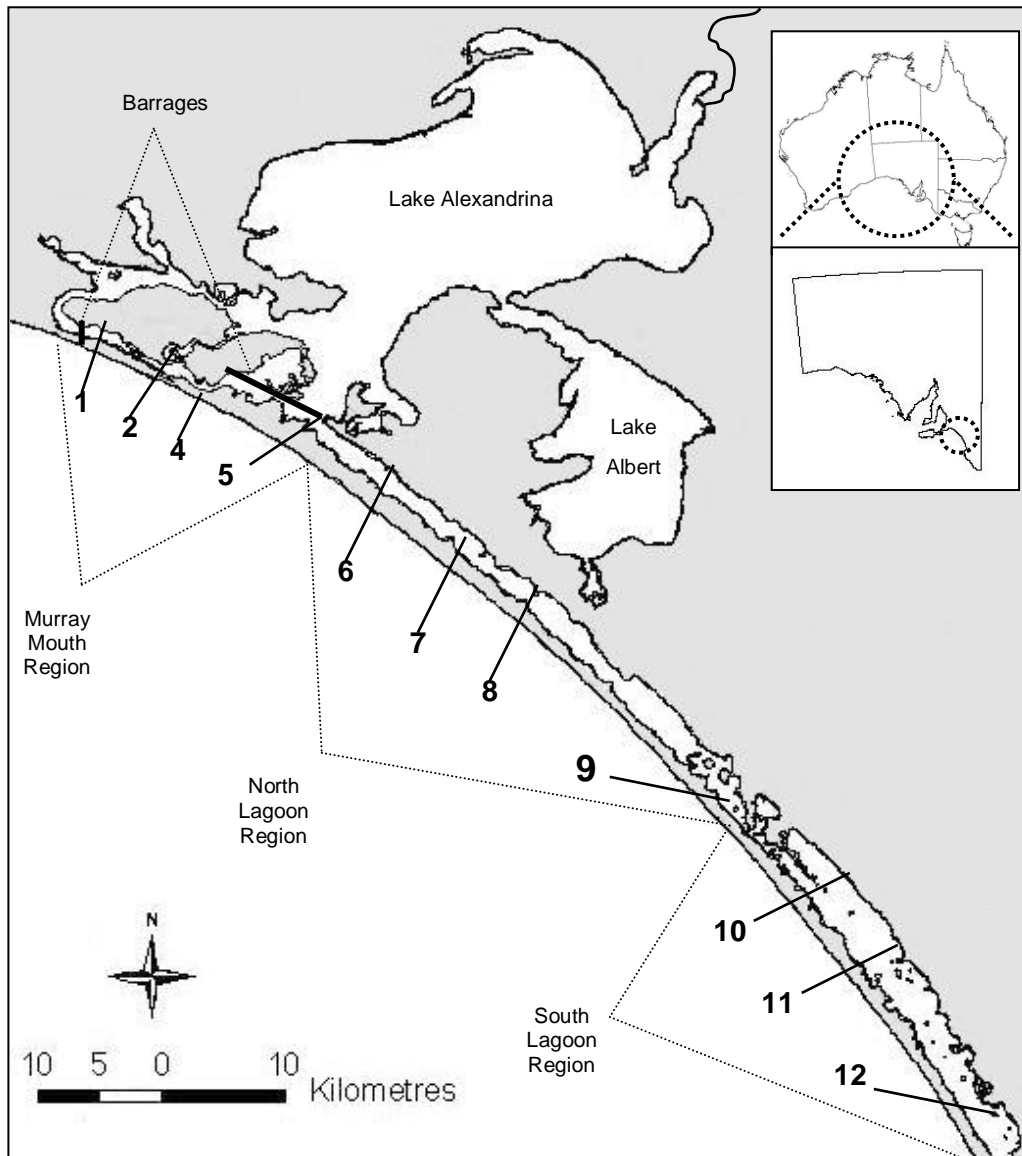 Barrages
Lake Alexandrina
1
2
4
5
Lake
Albert
6
7
8
Murray
Mouth
Region
9
North
Lagoon
Region
10
11
N
South
Lagoon
Region
12
10 5 0 10
Kilometres